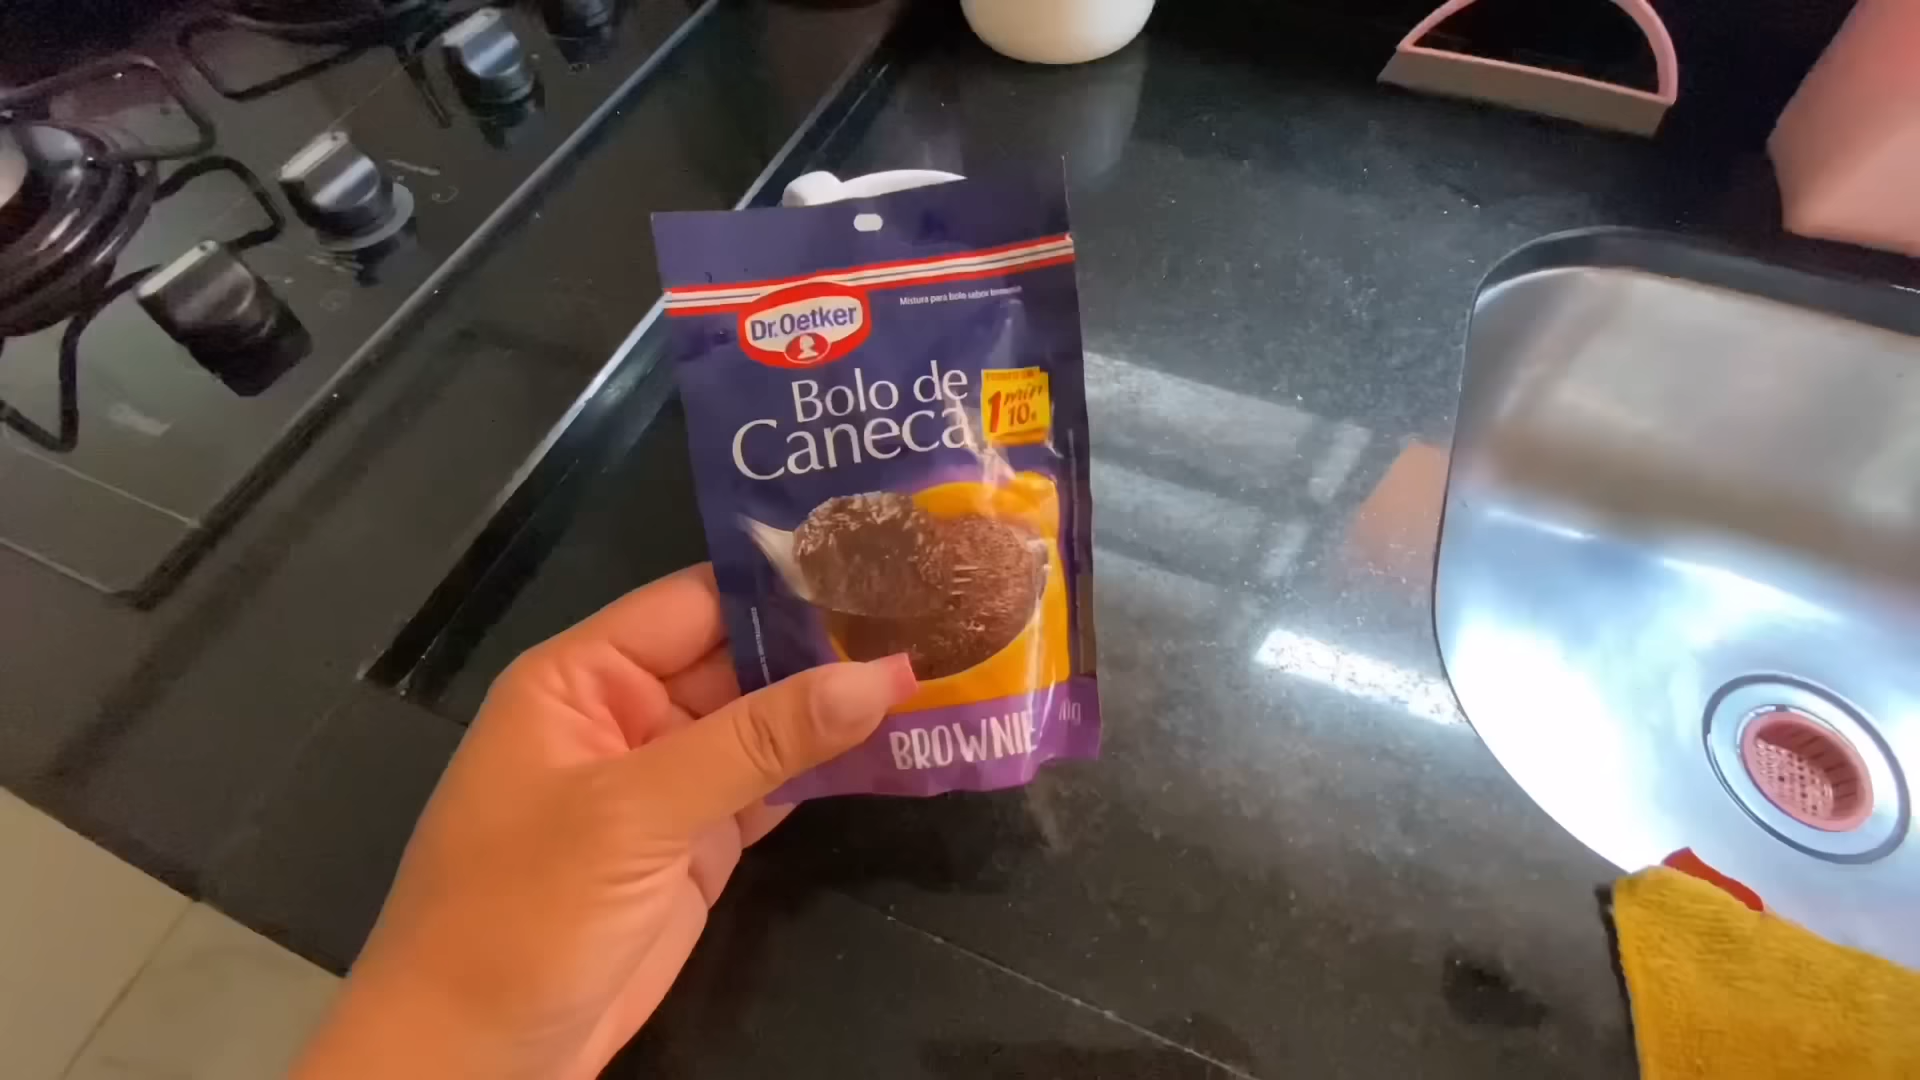 Mistura para bolo sabor brownie
Dr.Oetker
Bolo de
Caneca
1 min
10s
BROWNIE